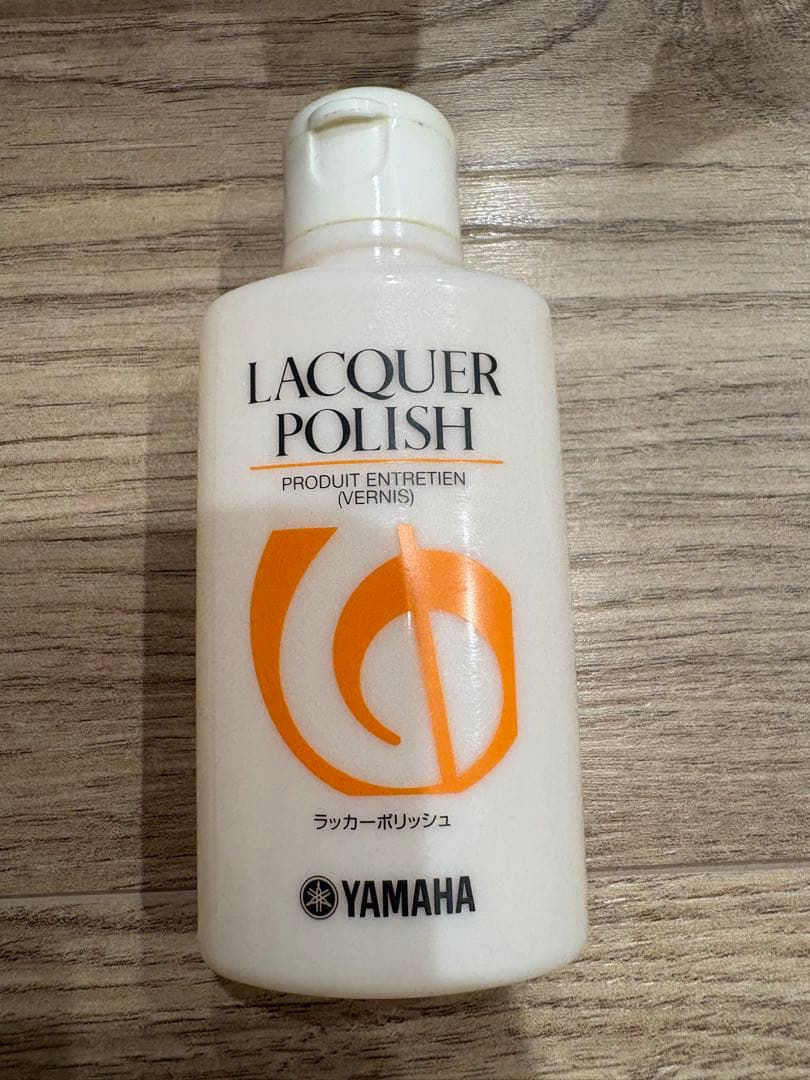 LACQUER
POLISH
PRODUIT ENTRETIEN
(VERNIS)
ラッカーポリッシュ
YAMAHA